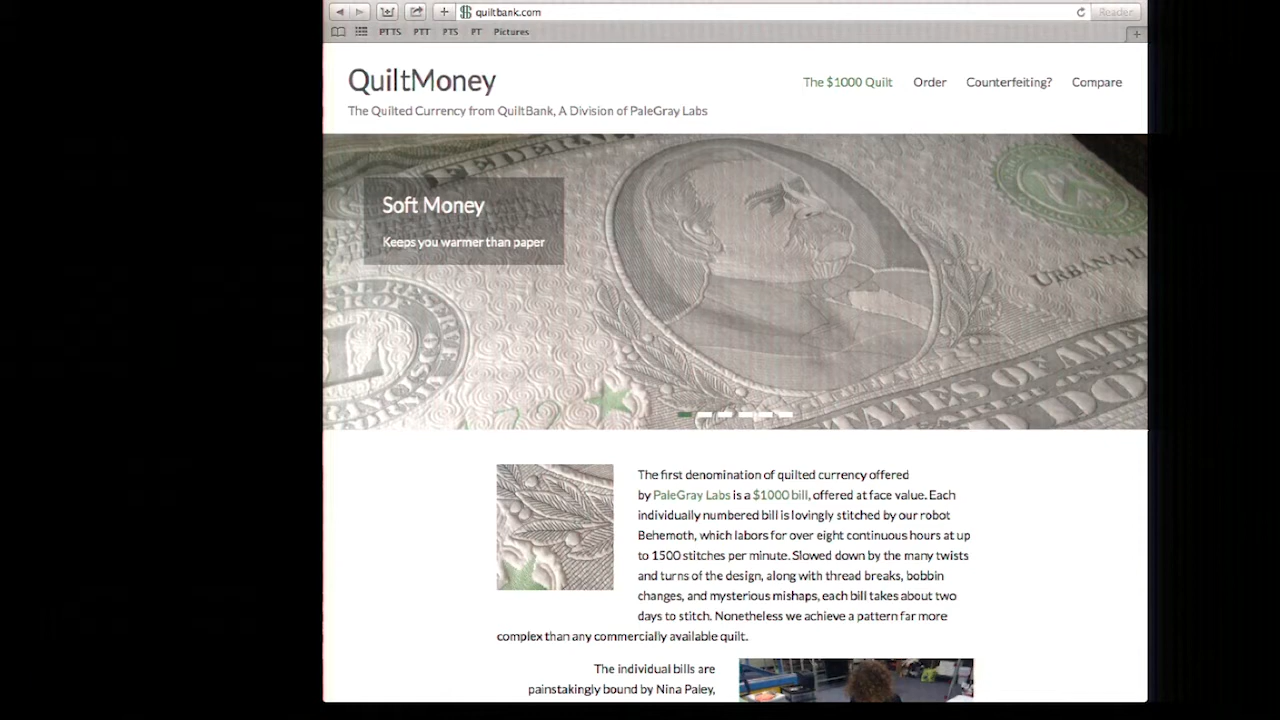 quiltbank.com
Reader
PTTS PTT PTS PT Pictures
QuiltMoney
The $1000 Quilt Order Counterfeiting? Compare
The Quilted Currency from QuiltBank, A Division of PaleGray Labs
FEDERAL
Soft Money
Keeps you warmer than paper
URBANA, IL
STATES OF AMERICA
The first denomination of quilted currency offered
by PaleGray Labs is a $1000 bill, offered at face value. Each
individually numbered bill is lovingly stitched by our robot
Behemoth, which labors for over eight continuous hours at up
to 1500 stitches per minute. Slowed down by the many twists
and turns of the design, along with thread breaks, bobbin
changes, and mysterious mishaps, each bill takes about two
days to stitch. Nonetheless we achieve a pattern far more
complex than any commercially available quilt.
The individual bills are
painstakingly bound by Nina Paley,